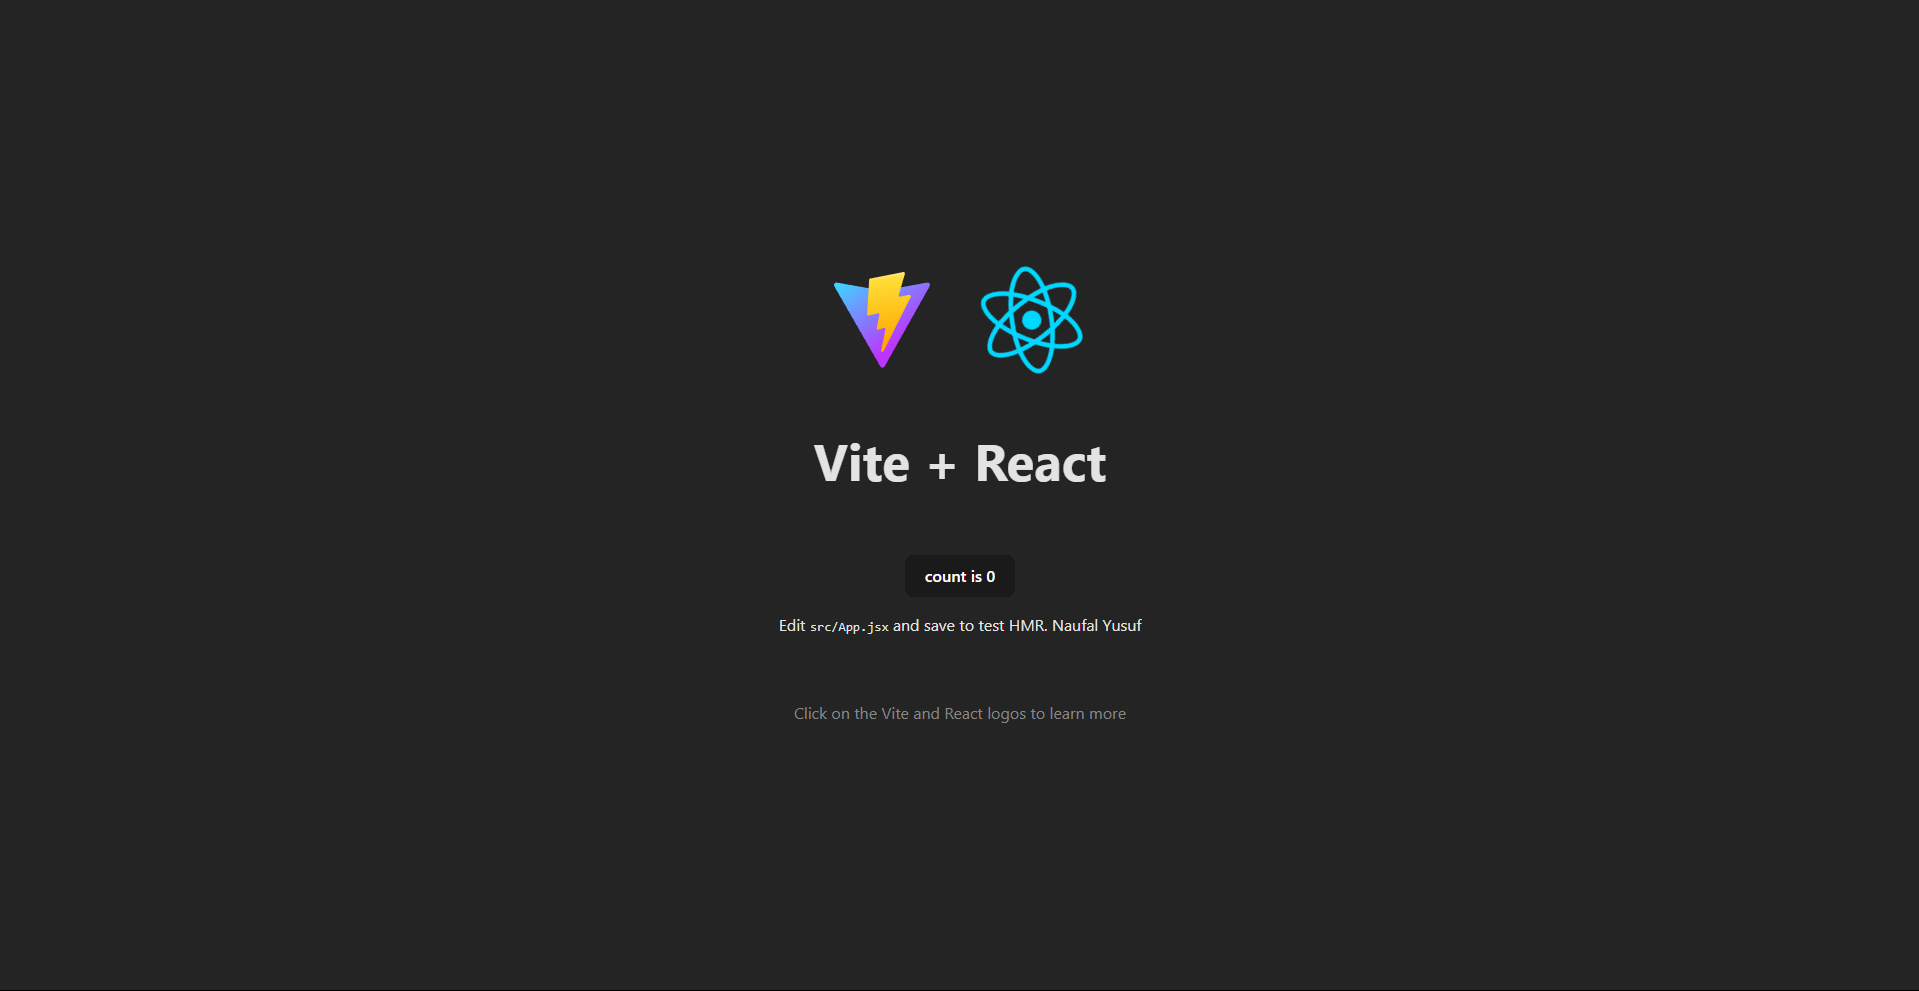 Vite + React
count is 0
Edit src/App.jsx and save to test HMR. Naufal Yusuf
Click on the Vite and React logos to learn more